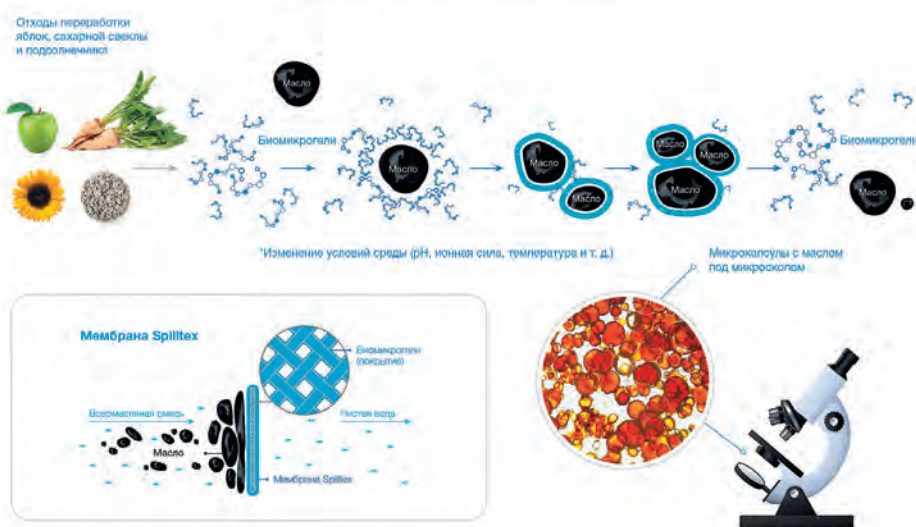 Отходы переработки
яблок, сахарной свеклы
и подсолнечника
Масло
Биомикрогели
Масло
Масло
Масло
Масло
Масло
Масло
Биомикрогели
Масло
*Изменение условий среды (pH, ионная сила, температура и т. д.)
Микрокапсулы с маслом
под микроскопом
Мембрана Spilltex
Биомикрогели
(покрытие)
Водомасляная смесь
Чистая вода
Масло
Мембрана Spilltex